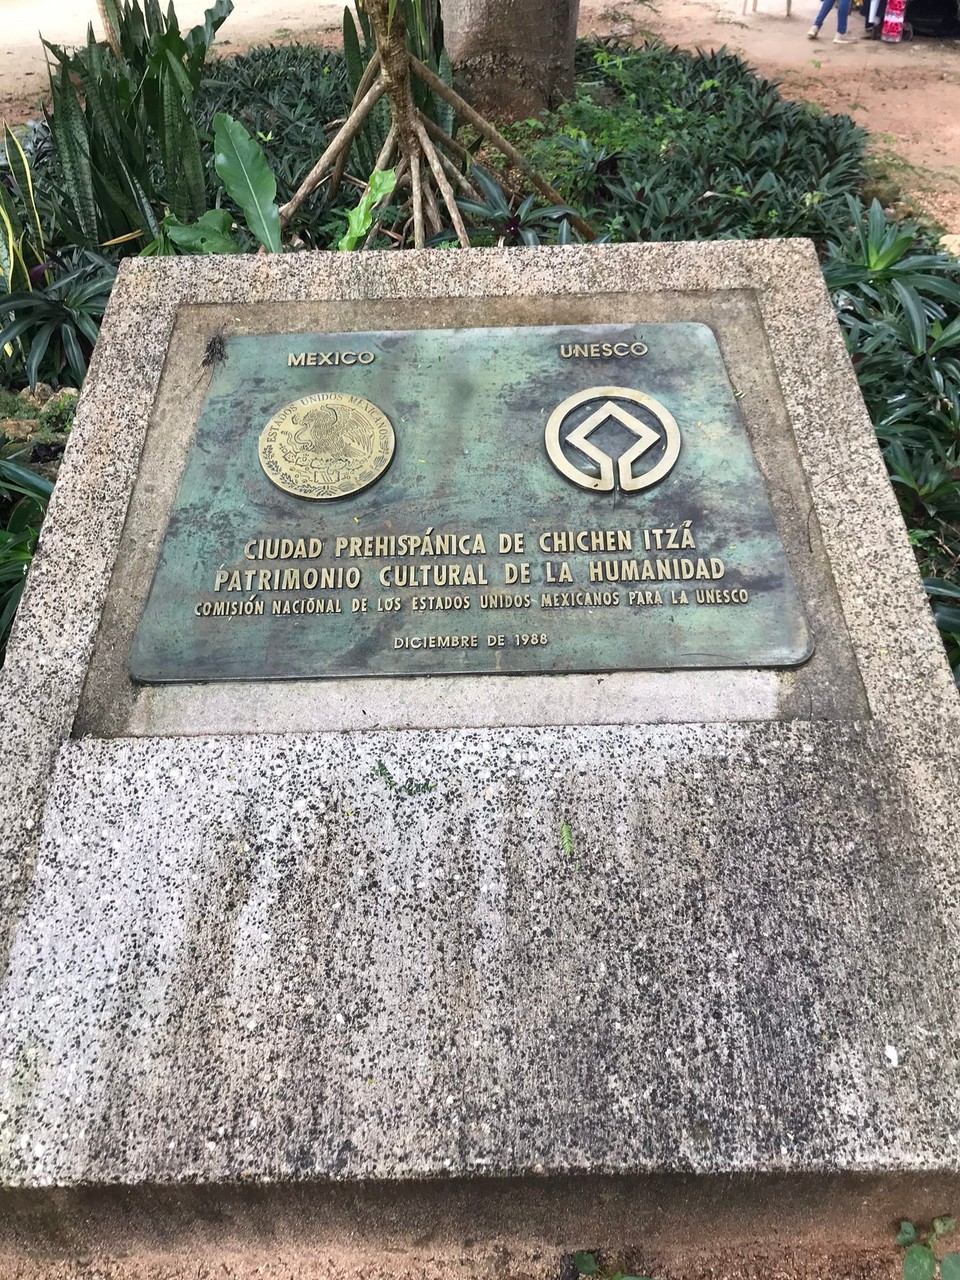 MEXICO
UNESCO
ESTADOS UNIDOS MEXICANOS
CIUDAD PREHISPÁNICA DE CHICHEN ITZÁ
PATRIMONIO CULTURAL DE LA HUMANIDAD
COMISIÓN NACIONAL DE LOS ESTADOS UNIDOS MEXICANOS PARA LA UNESCO
DICIEMBRE DE 1988